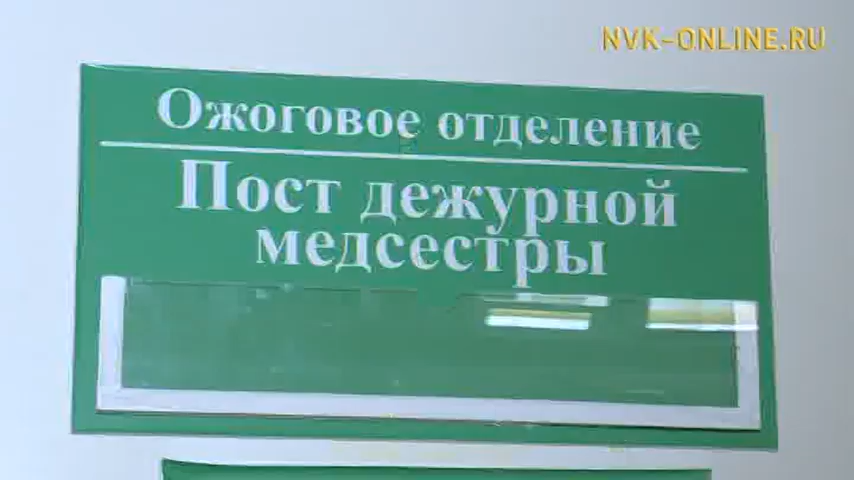 NVK-ONLINE.RU
Ожоговое отделение
Пост дежурной
медсестры